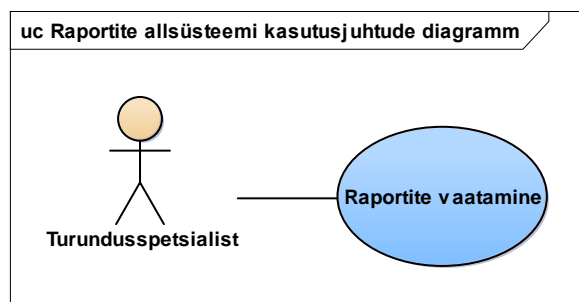 uc Raportite allsüsteemi kasutusjuhtude diagramm
Raportite vaatamine
Turundusspetsialist